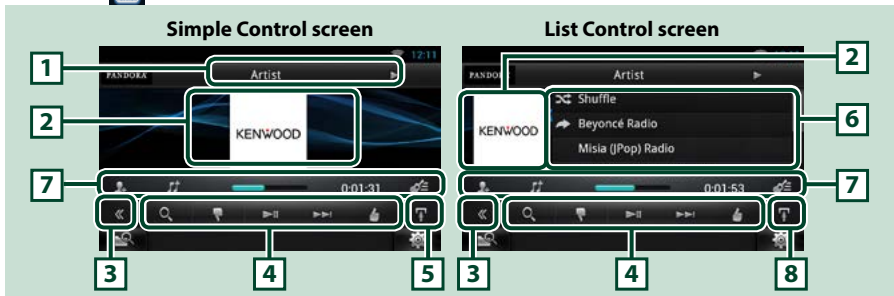 Simple Control screen
List Control screen
1
12:11
PANDORA
Artist
2
KENWOOD
7
0:01:31
3
4
5
2
PANDORA
Artist
Shuffle
KENWOOD
Beyoncé Radio
6
Misia (JPop) Radio
0:01:53
7
3
4
8